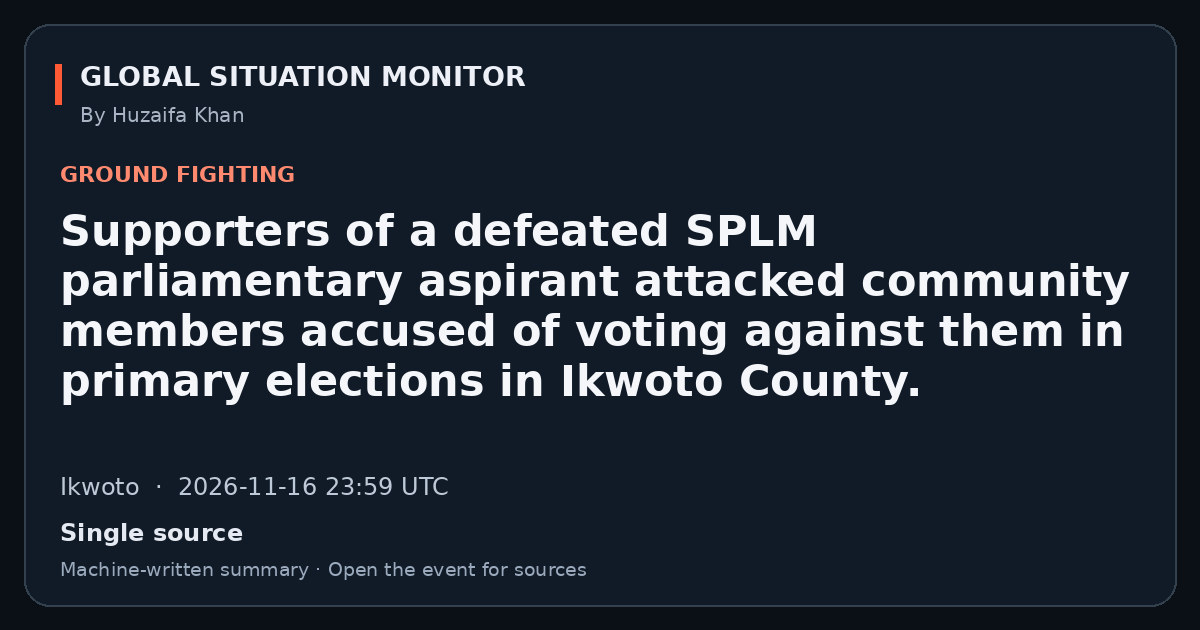 GLOBAL SITUATION MONITOR
By Huzaifa Khan
GROUND FIGHTING
Supporters of a defeated SPLM
parliamentary aspirant attacked community
members accused of voting against them in
primary elections in Ikwoto County.
Ikwoto · 2026-11-16 23:59 UTC
Single source
Machine-written summary · Open the event for sources